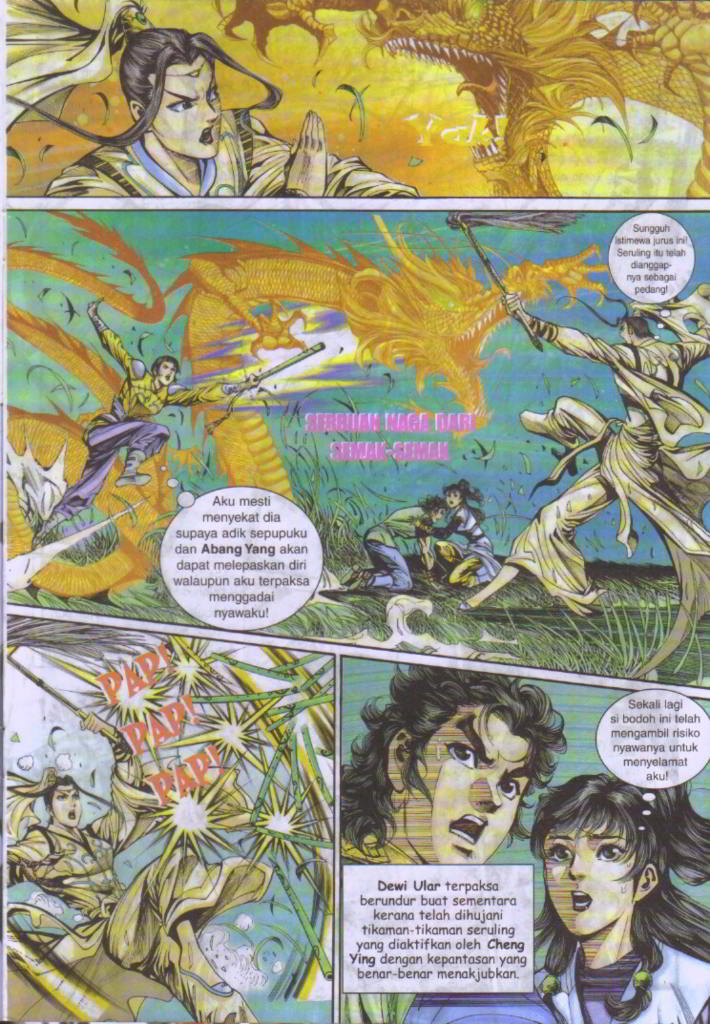 Yah!
Sungguh
istimewa jurus ini!
Seruling itu telah
dianggap-
nya sebagai
pedang!
SERBUAN NAGA DARI
SEMAK-SEMAK
Aku mesti
menyekat dia
supaya adik sepupuku
dan Abang Yang akan
dapat melepaskan diri
walaupun aku terpaksa
menggadai
nyawaku!
PAP!
PAP!
PAP!
Sekali lagi
si bodoh ini telah
mengambil risiko
nyawanya untuk
menyelamat
aku!
Dewi Ular terpaksa
berundur buat sementara
kerana telah dihujani
tikaman-tikaman seruling
yang diaktifkan oleh Cheng
Ying dengan kepantasan yang
benar-benar menakjubkan.